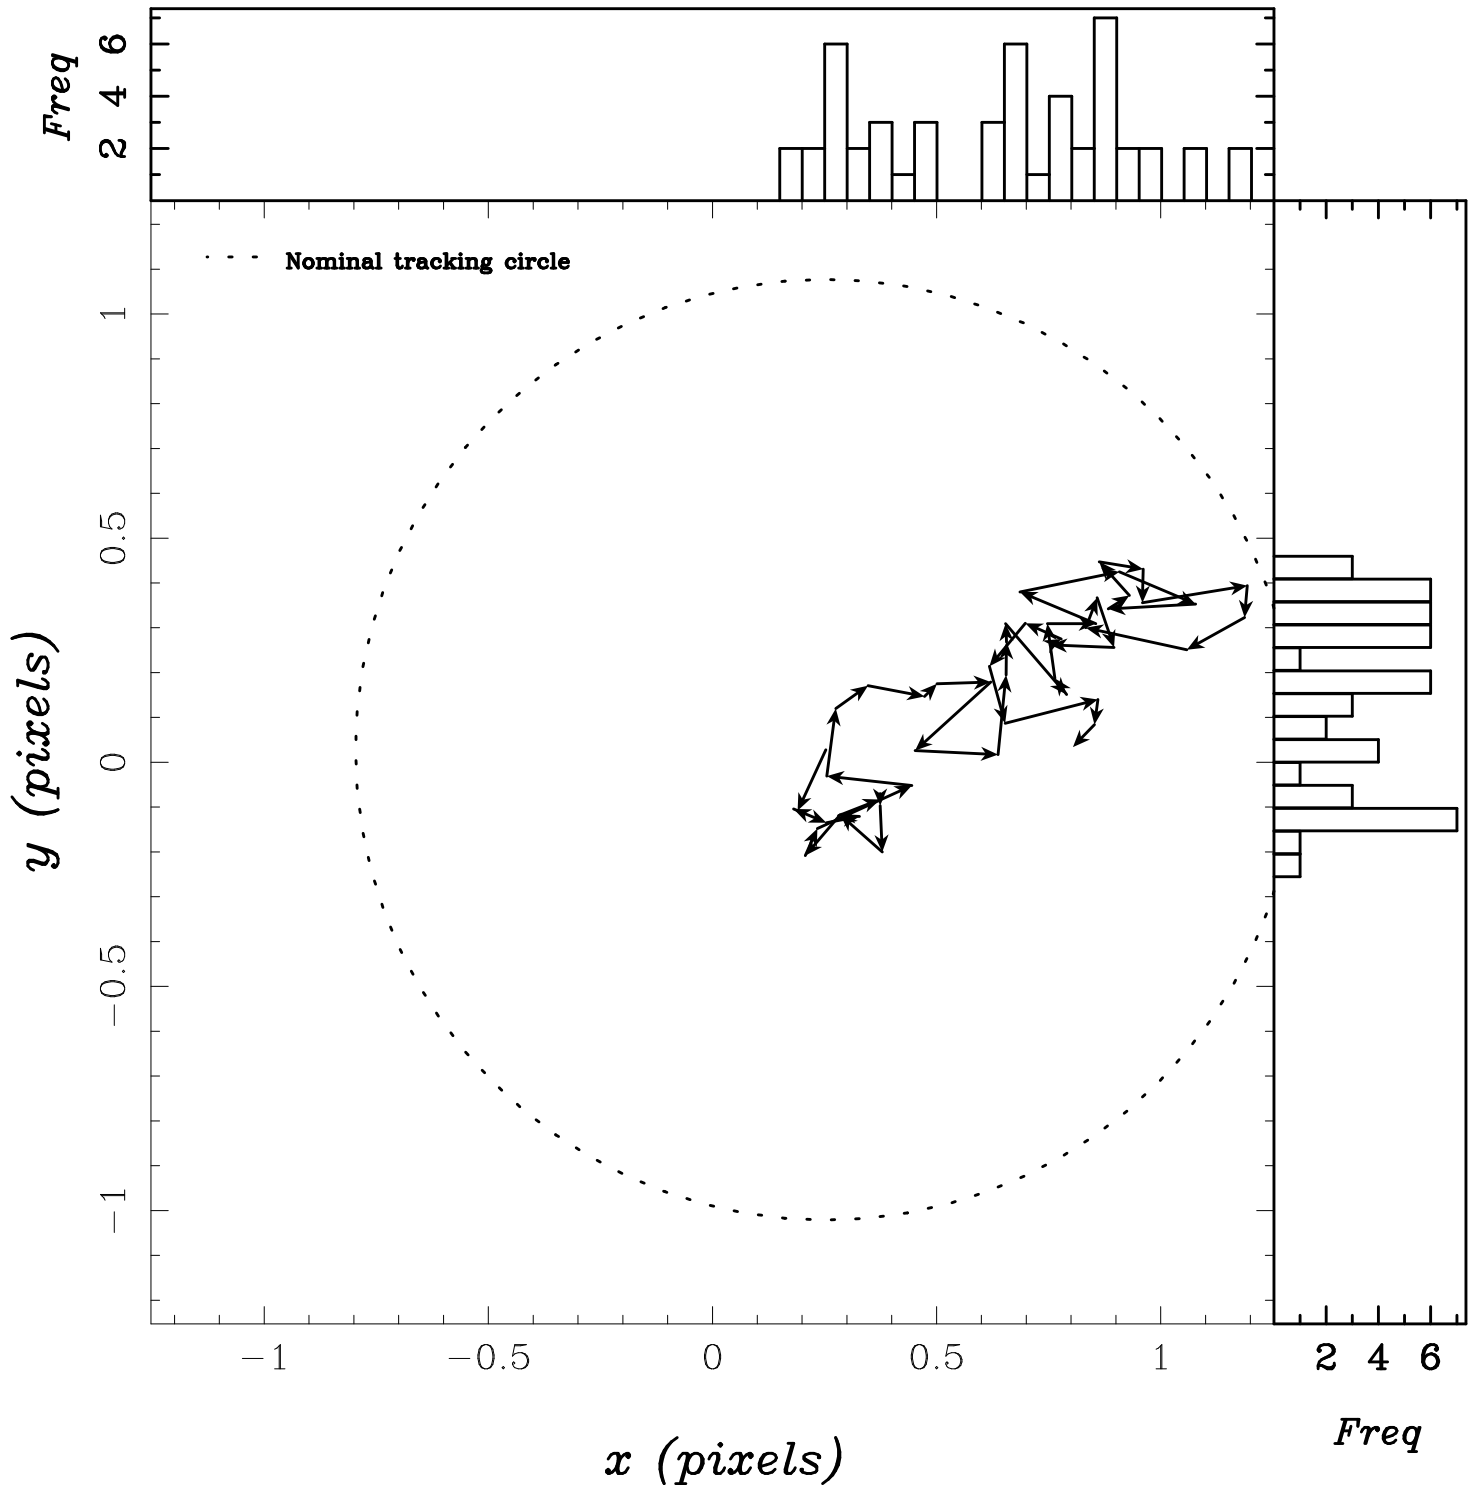 Freq
6
4
2
Nominal tracking circle
1
0.5
0
−0.5
−1
y (pixels)
−1 −0.5 0 0.5 1
2 4 6
x (pixels)
Freq